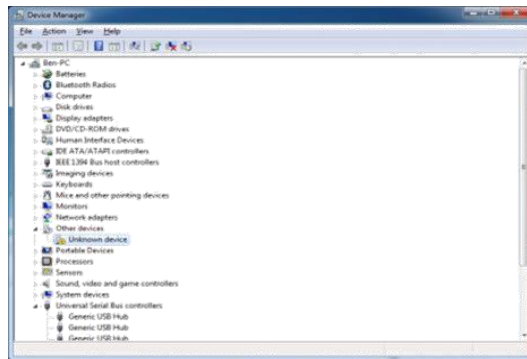 Device Manager
File Action View Help
Ben-PC
Batteries
Bluetooth Radios
Computer
Disk drives
Display adapters
DVD/CD-ROM drives
Human Interface Devices
IDE ATA/ATAPI controllers
IEEE 1394 Bus host controllers
Imaging devices
Keyboards
Mice and other pointing devices
Monitors
Network adapters
Other devices
Unknown device
Portable Devices
Processors
Sensors
Sound, video and game controllers
System devices
Universal Serial Bus controllers
Generic USB Hub
Generic USB Hub
Generic USB Hub